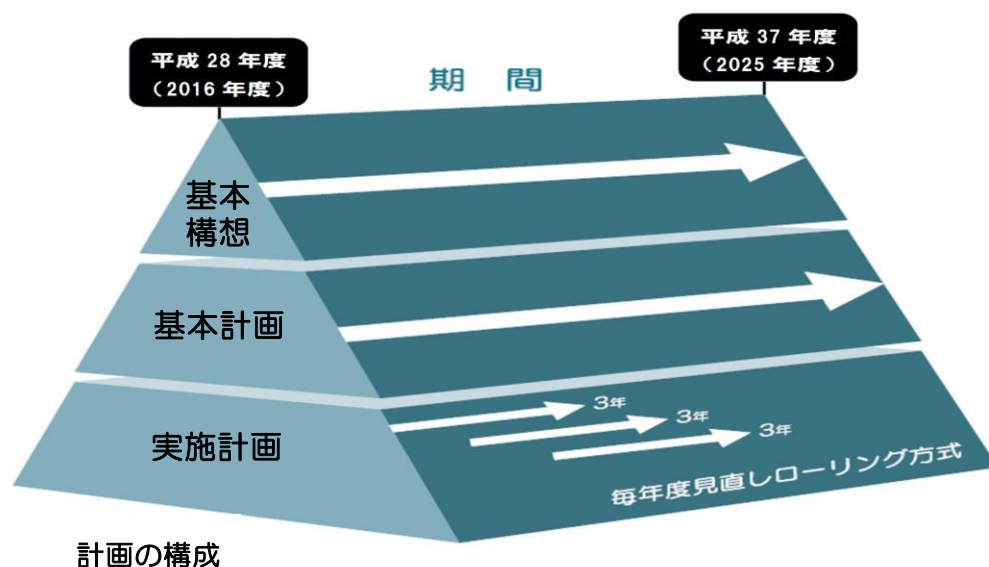 平成 28 年度
（2016 年度）
期 間
平成 37 年度
（2025 年度）
基本
構想
基本計画
実施計画
3年
3年
3年
毎年度見直しローリング方式
計画の構成